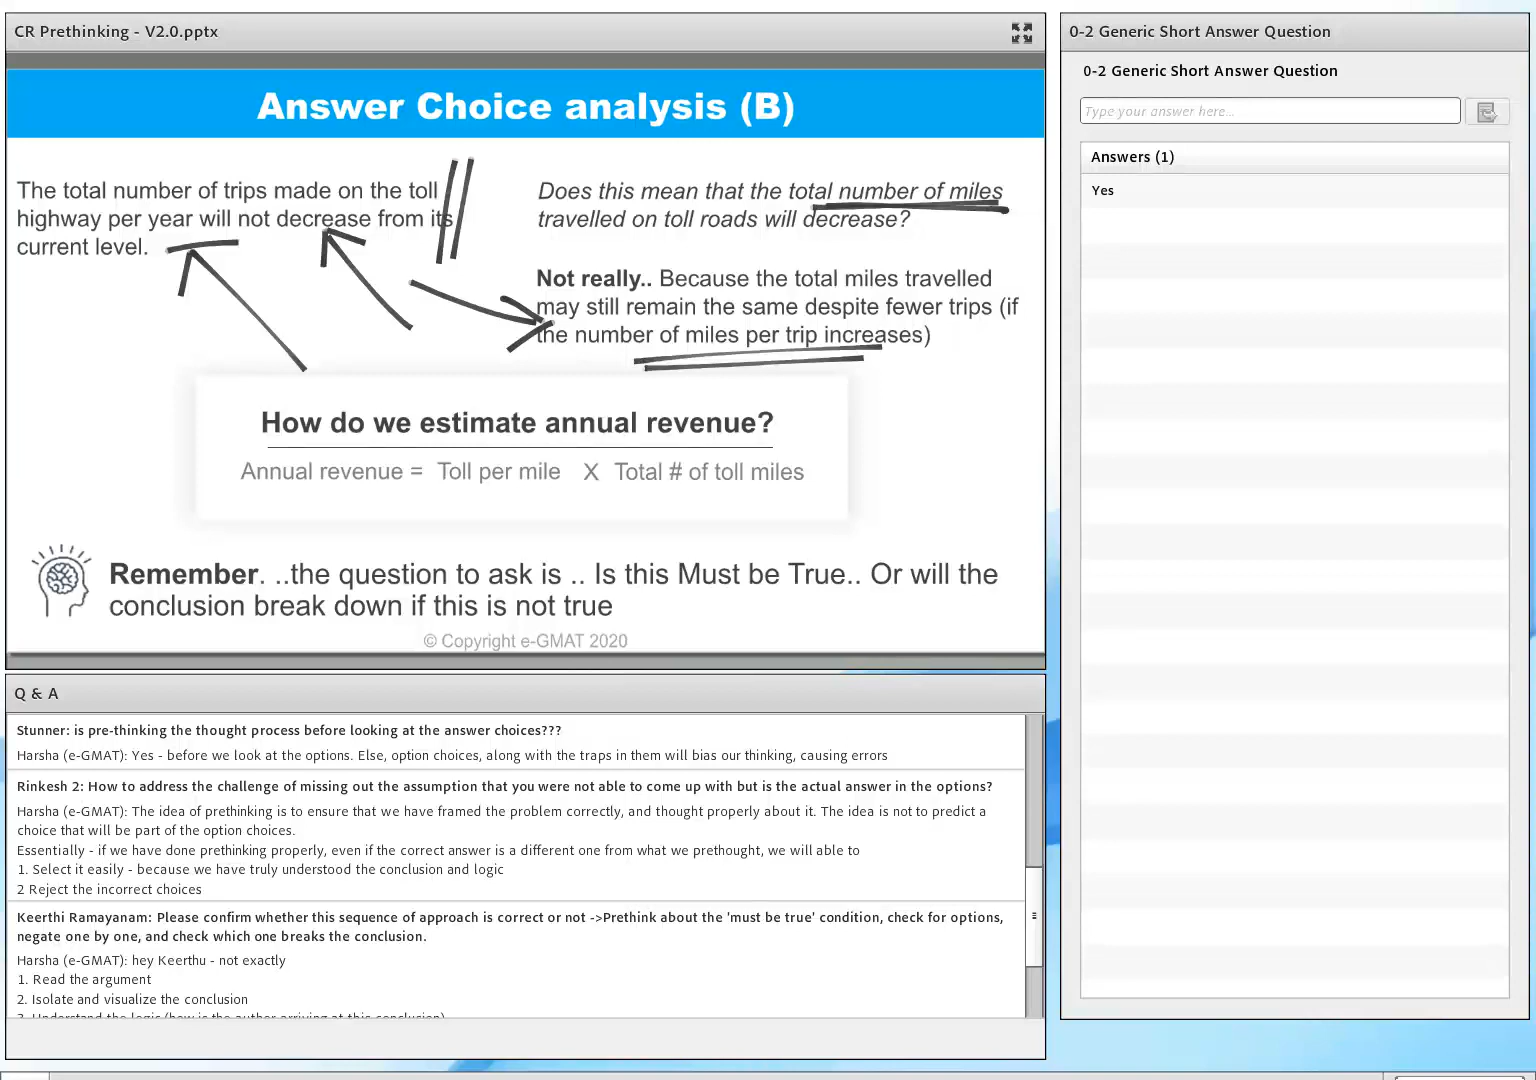 CR Prethinking - V2.0.pptx
Answer Choice analysis (B)
The total number of trips made on the toll
highway per year will not decrease from its
current level.
Does this mean that the total number of miles
travelled on toll roads will decrease?
Not really.. Because the total miles travelled
may still remain the same despite fewer trips (if
the number of miles per trip increases)
How do we estimate annual revenue?
Annual revenue = Toll per mile X Total # of toll miles
Remember. ..the question to ask is .. Is this Must be True.. Or will the
conclusion break down if this is not true
© Copyright e-GMAT 2020
Q & A
Stunner: is pre-thinking the thought process before looking at the answer choices???
Harsha (e-GMAT): Yes - before we look at the options. Else, option choices, along with the traps in them will bias our thinking, causing errors
Rinkesh 2: How to address the challenge of missing out the assumption that you were not able to come up with but is the actual answer in the options?
Harsha (e-GMAT): The idea of prethinking is to ensure that we have framed the problem correctly, and thought properly about it. The idea is not to predict a
choice that will be part of the option choices.
Essentially - if we have done prethinking properly, even if the correct answer is a different one from what we prethought, we will able to
1. Select it easily - because we have truly understood the conclusion and logic
2 Reject the incorrect choices
Keerthi Ramayanam: Please confirm whether this sequence of approach is correct or not ->Prethink about the 'must be true' condition, check for options,
negate one by one, and check which one breaks the conclusion.
Harsha (e-GMAT): hey Keerthu - not exactly
1. Read the argument
2. Isolate and visualize the conclusion
3. Understand the logic (how is the author arriving at this conclusion)
0-2 Generic Short Answer Question
0-2 Generic Short Answer Question
Type your answer here...
Answers (1)
Yes